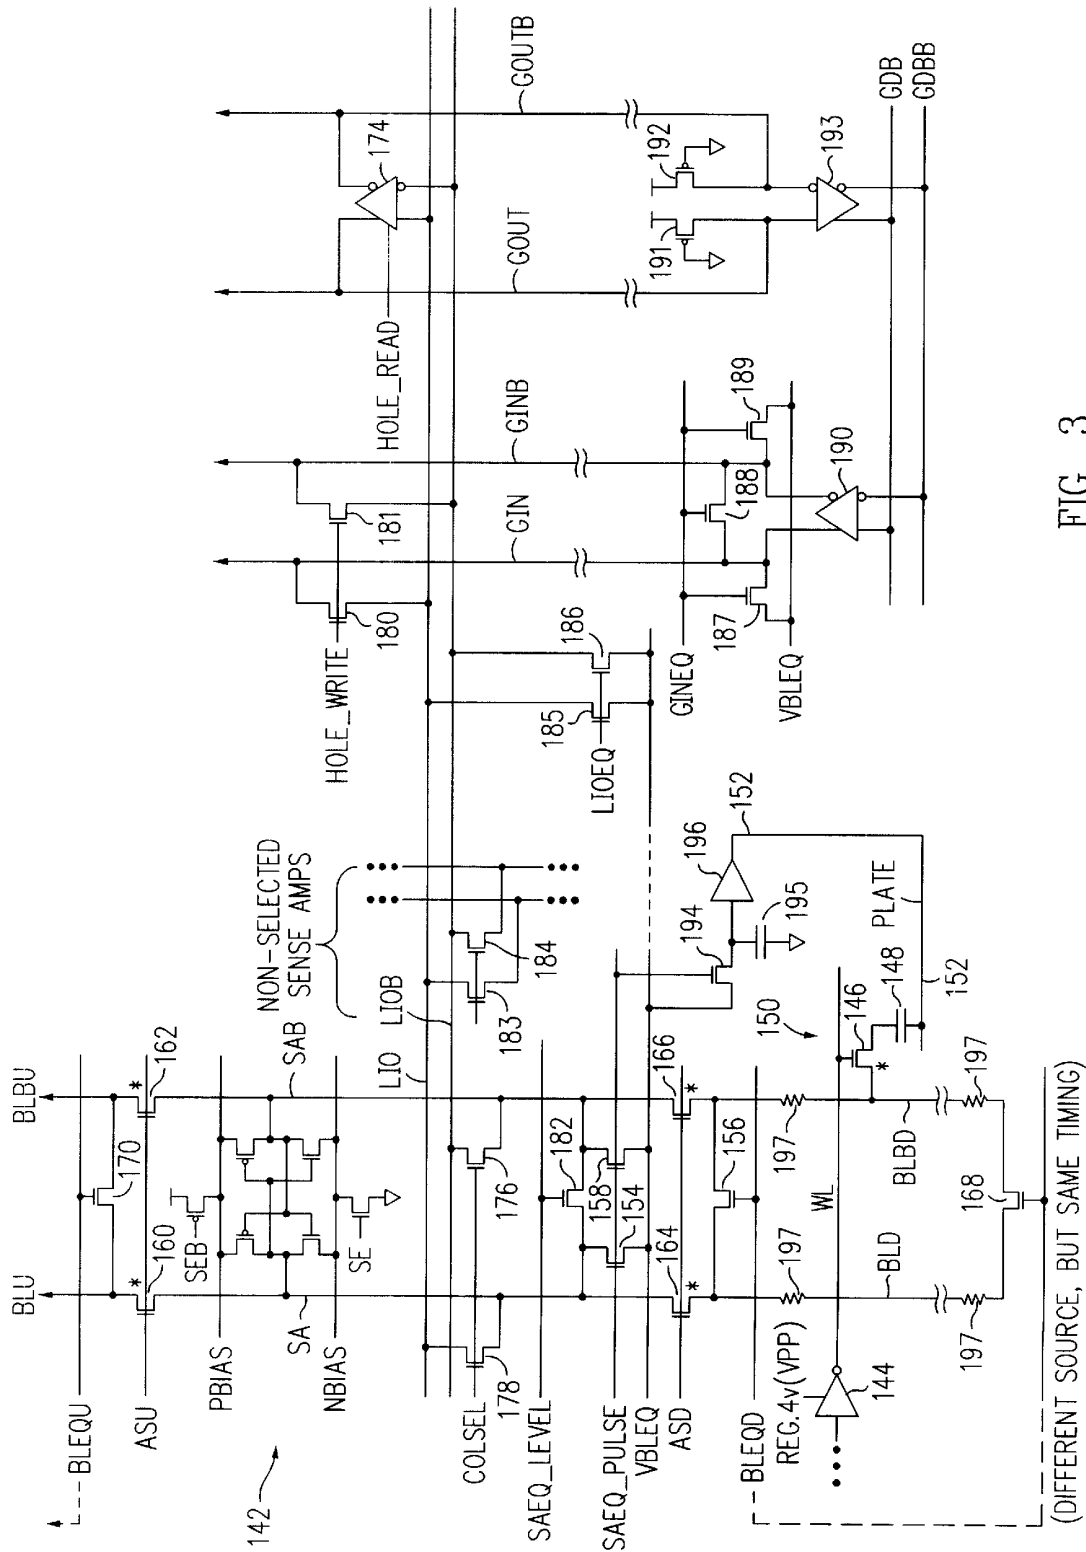 BLEQU
BLU
BLBU
170
ASU
160
162
*
*
142
SEB
PBIAS
SA
SAB
NBIAS
SE
NON-SELECTED
SENSE AMPS
LIO
LIOB
COLSEL
178
176
183
184
SAEQ_LEVEL
182
SAEQ_PULSE
158
154
VBLEQ
164
166
ASD
*
*
156
BLEQD
REG.4v(VPP)
144
WL
197
197
150
146
*
148
BLD
BLBD
197
197
168
(DIFFERENT SOURCE, BUT SAME TIMING)
194
195
196
152
PLATE
152
HOLE_WRITE
180
181
GIN
GINB
185
186
LIOEQ
GINEQ
187
188
189
VBLEQ
190
HOLE_READ
174
GOUT
GOUTB
191
192
193
GDB
GDBB
FIG. 3